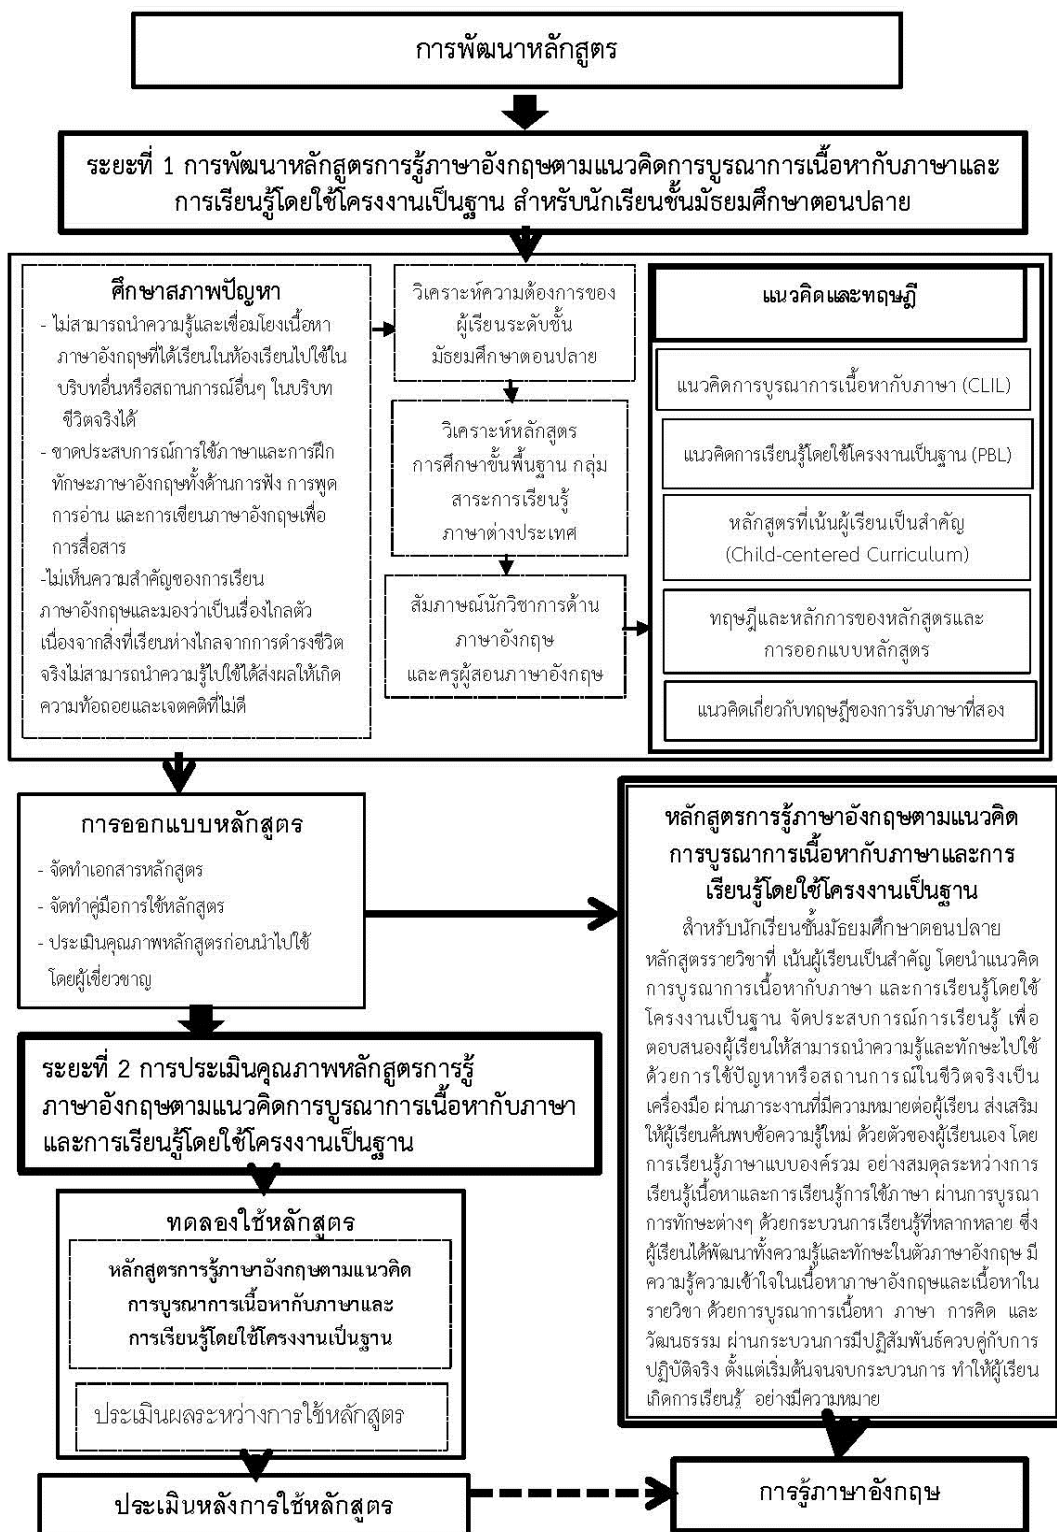 การพัฒนาหลักสูตร
ระยะที่ 1 การพัฒนาหลักสูตรการรู้ภาษาอังกฤษตามแนวคิดการบูรณาการเนื้อหากับภาษาและ
การเรียนรู้โดยใช้โครงงานเป็นฐาน สำหรับนักเรียนชั้นมัธยมศึกษาตอนปลาย
ศึกษาสภาพปัญหา
- ไม่สามารถนำความรู้และเชื่อมโยงเนื้อหา
ภาษาอังกฤษที่ได้เรียนในห้องเรียนไปใช้ใน
บริบทอื่นหรือสถานการณ์อื่นๆ ในบริบท
ชีวิตจริงได้
- ขาดประสบการณ์การใช้ภาษาและการฝึก
ทักษะภาษาอังกฤษทั้งด้านการฟัง การพูด
การอ่าน และการเขียนภาษาอังกฤษเพื่อ
การสื่อสาร
-ไม่เห็นความสำคัญของการเรียน
ภาษาอังกฤษและมองว่าเป็นเรื่องไกลตัว
เนื่องจากสิ่งที่เรียนห่างไกลจากการดำรงชีวิต
จริงไม่สามารถนำความรู้ไปใช้ได้ส่งผลให้เกิด
ความท้อถอยและเจตคติที่ไม่ดี
วิเคราะห์ความต้องการของ
ผู้เรียนระดับชั้น
มัธยมศึกษาตอนปลาย
วิเคราะห์หลักสูตร
การศึกษาขั้นพื้นฐาน กลุ่ม
สาระการเรียนรู้
ภาษาต่างประเทศ
สัมภาษณ์นักวิชาการด้าน
ภาษาอังกฤษ
และครูผู้สอนภาษาอังกฤษ
แนวคิดและทฤษฎี
แนวคิดการบูรณาการเนื้อหากับภาษา (CLIL)
แนวคิดการเรียนรู้โดยใช้โครงงานเป็นฐาน (PBL)
หลักสูตรที่เน้นผู้เรียนเป็นสำคัญ
(Child-centered Curriculum)
ทฤษฎีและหลักการของหลักสูตรและ
การออกแบบหลักสูตร
แนวคิดเกี่ยวกับทฤษฎีของการรับภาษาที่สอง
การออกแบบหลักสูตร
- จัดทำเอกสารหลักสูตร
- จัดทำคู่มือการใช้หลักสูตร
- ประเมินคุณภาพหลักสูตรก่อนนำไปใช้
โดยผู้เชี่ยวชาญ
หลักสูตรการรู้ภาษาอังกฤษตามแนวคิด
การบูรณาการเนื้อหากับภาษาและการ
เรียนรู้โดยใช้โครงงานเป็นฐาน
สำหรับนักเรียนชั้นมัธยมศึกษาตอนปลาย
หลักสูตรรายวิชาที่ เน้นผู้เรียนเป็นสำคัญ โดยนำแนวคิด
การบูรณาการเนื้อหากับภาษา และการเรียนรู้โดยใช้
โครงงานเป็นฐาน จัดประสบการณ์การเรียนรู้ เพื่อ
ตอบสนองผู้เรียนให้สามารถนำความรู้และทักษะไปใช้
ด้วยการใช้ปัญหาหรือสถานการณ์ในชีวิตจริงเป็น
เครื่องมือ ผ่านภาระงานที่มีความหมายต่อผู้เรียน ส่งเสริม
ให้ผู้เรียนค้นพบข้อความรู้ใหม่ ด้วยตัวของผู้เรียนเอง โดย
การเรียนรู้ภาษาแบบองค์รวม อย่างสมดุลระหว่างการ
เรียนรู้เนื้อหาและการเรียนรู้การใช้ภาษา ผ่านการบูรณา
การทักษะต่างๆ ด้วยกระบวนการเรียนรู้ที่หลากหลาย ซึ่ง
ผู้เรียนได้พัฒนาทั้งความรู้และทักษะในตัวภาษาอังกฤษ มี
ความรู้ความเข้าใจในเนื้อหาภาษาอังกฤษและเนื้อหาใน
รายวิชา ด้วยการบูรณาการเนื้อหา ภาษา การคิด และ
วัฒนธรรม ผ่านกระบวนการมีปฏิสัมพันธ์ควบคู่กับการ
ปฏิบัติจริง ตั้งแต่เริ่มต้นจนจบกระบวนการ ทำให้ผู้เรียน
เกิดการเรียนรู้ อย่างมีความหมาย
ระยะที่ 2 การประเมินคุณภาพหลักสูตรการรู้
ภาษาอังกฤษตามแนวคิดการบูรณาการเนื้อหากับภาษา
และการเรียนรู้โดยใช้โครงงานเป็นฐาน
ทดลองใช้หลักสูตร
หลักสูตรการรู้ภาษาอังกฤษตามแนวคิด
การบูรณาการเนื้อหากับภาษาและ
การเรียนรู้โดยใช้โครงงานเป็นฐาน
ประเมินผลระหว่างการใช้หลักสูตร
ประเมินหลังการใช้หลักสูตร
การรู้ภาษาอังกฤษ